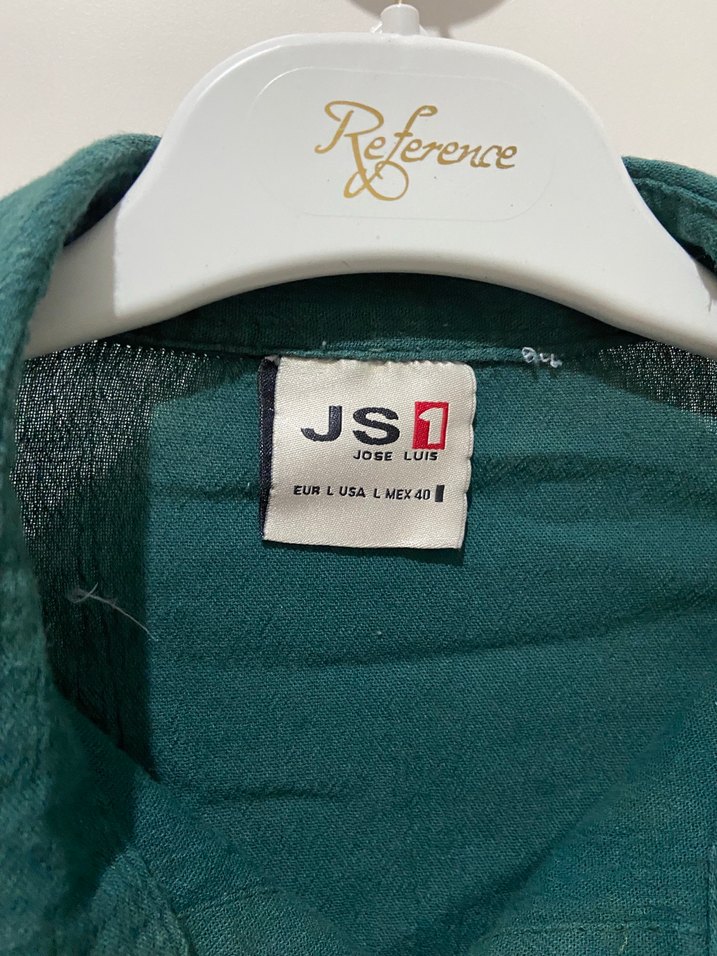 Reference
JS1
JOSE LUIS
EUR L USA L MEX 40